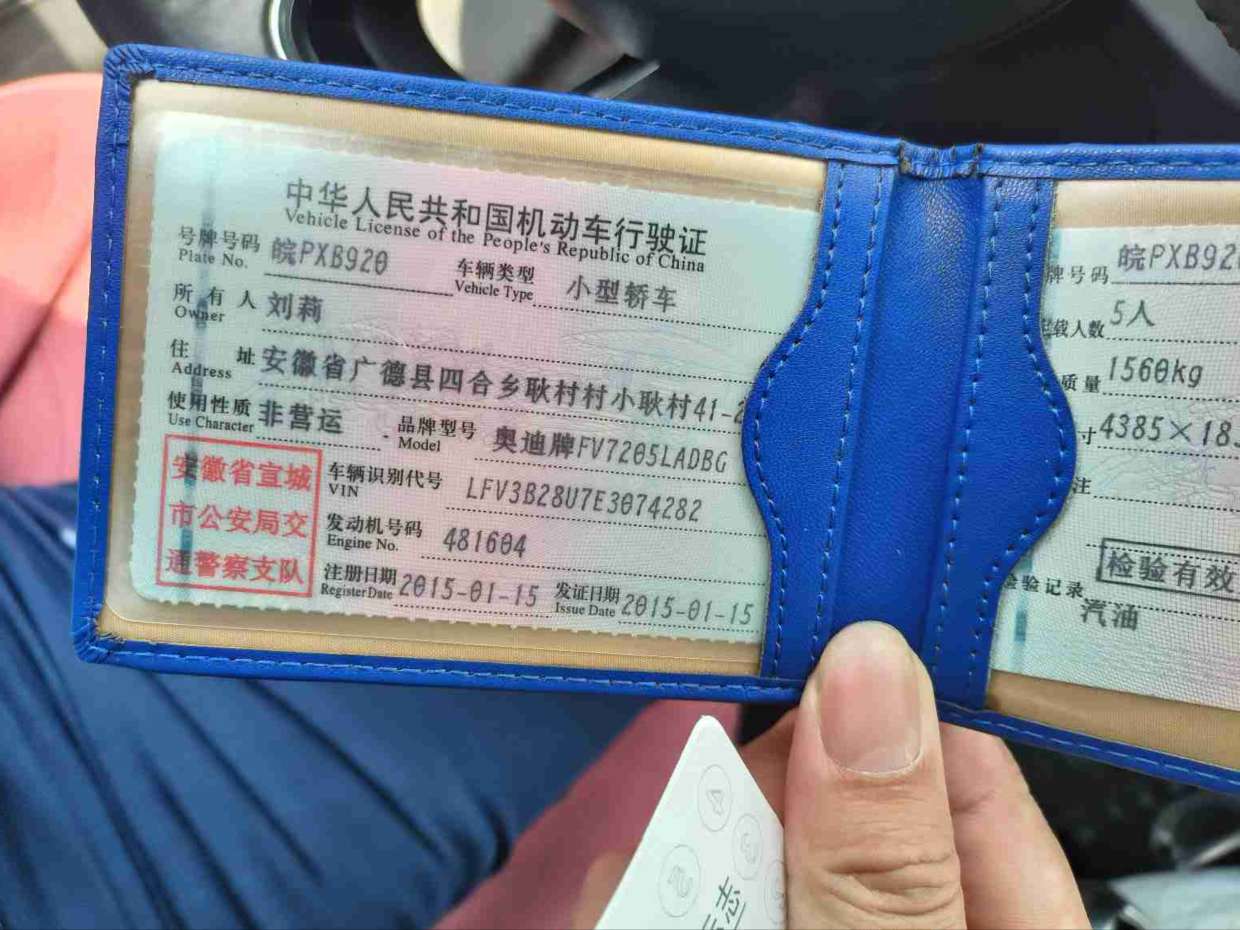 中华人民共和国机动车行驶证
Vehicle License of the People's Republic of China
号牌号码 皖PXB920 车辆类型 小型轿车
Plate No. Vehicle Type
所有人 刘莉
Owner
住址 安徽省广德县四合乡耿村村小耿村41-2
Address
使用性质 非营运 品牌型号 奥迪牌FV7205LADBG
Use Character Model
安徽省宣城
市公安局交
通警察支队
车辆识别代号 LFV3B28U7E3074282
VIN
发动机号码 481604
Engine No.
注册日期 2015-01-15 发证日期 2015-01-15
Register Date Issue Date
牌号码 皖PXB920
载人数 5人
质量 1560kg
寸 4385×183
注
检验有效
验记录
汽油
4
3
志